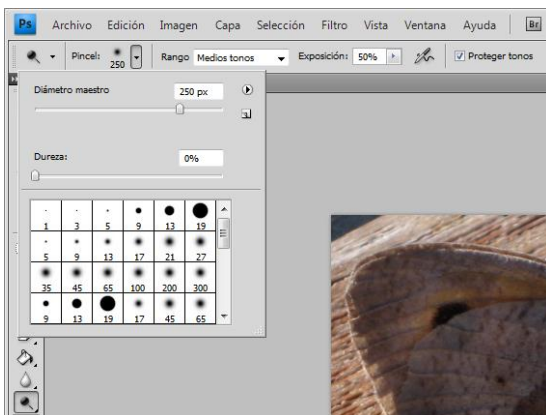 Ps Archivo Edición Imagen Capa Selección Filtro Vista Ventana Ayuda Br
Pincel: 250 Rango Medios tonos Exposición: 50% Proteger tonos
Diámetro maestro 250 px
Dureza: 0%
1 3 5 9 13 19
5 9 13 17 21 27
35 45 65 100 200 300
9 13 19 17 45 65